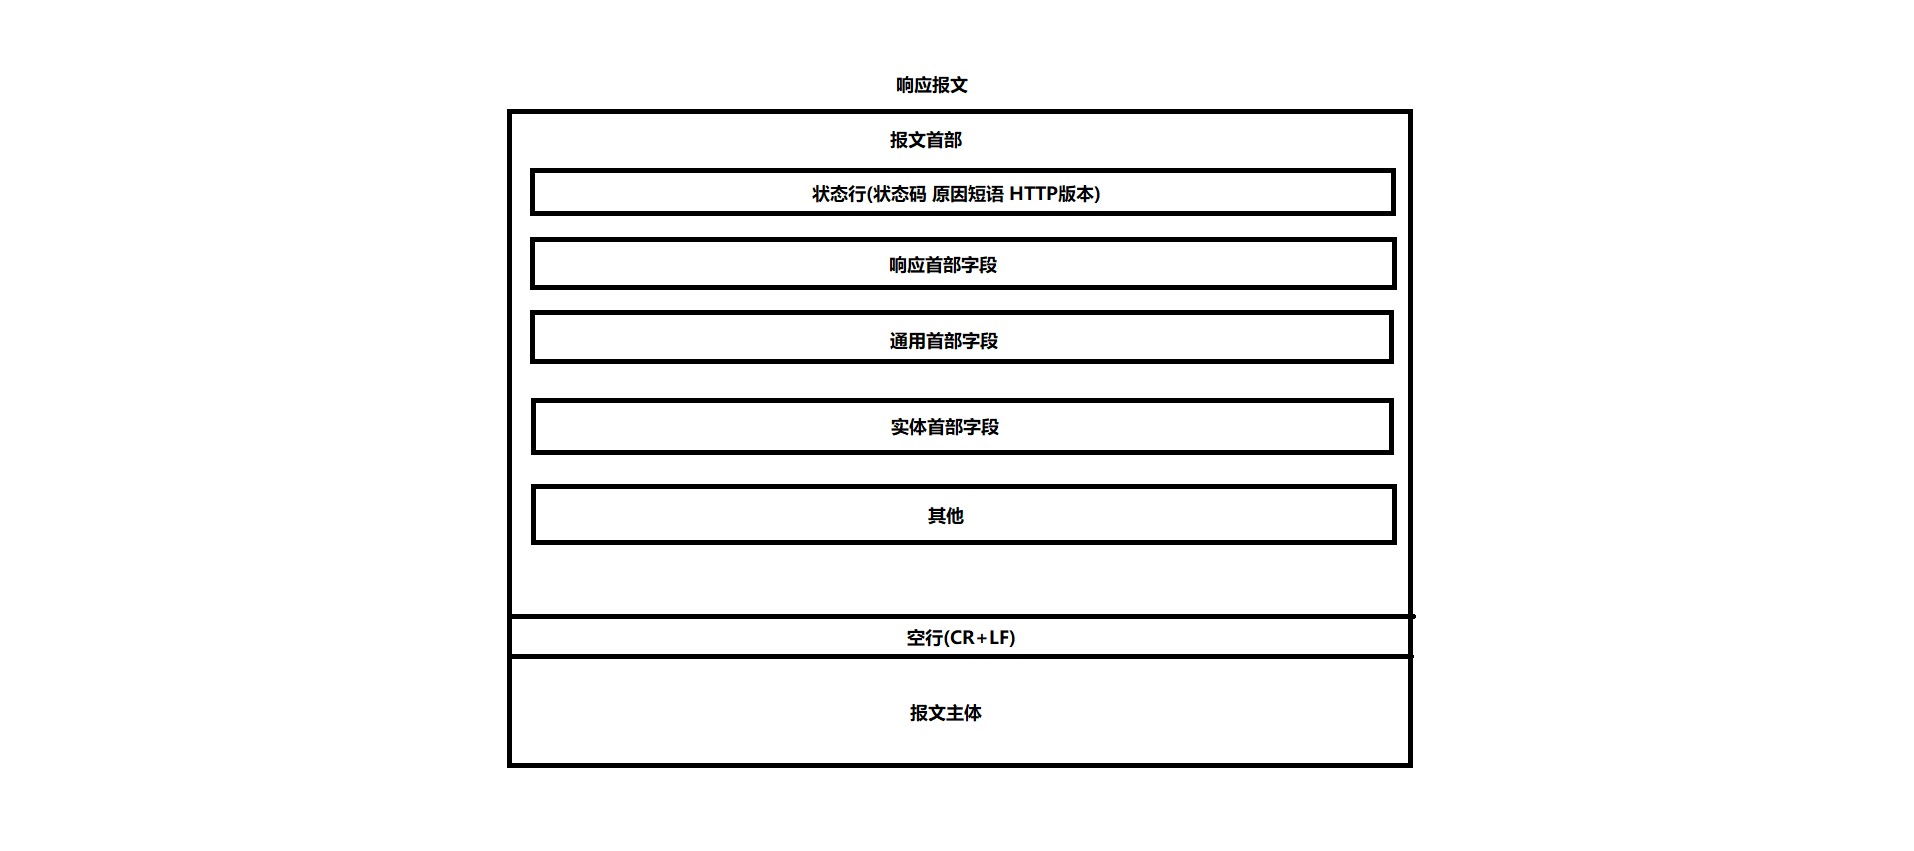 响应报文
报文首部
状态行(状态码 原因短语 HTTP版本)
响应首部字段
通用首部字段
实体首部字段
其他
空行(CR+LF)
报文主体